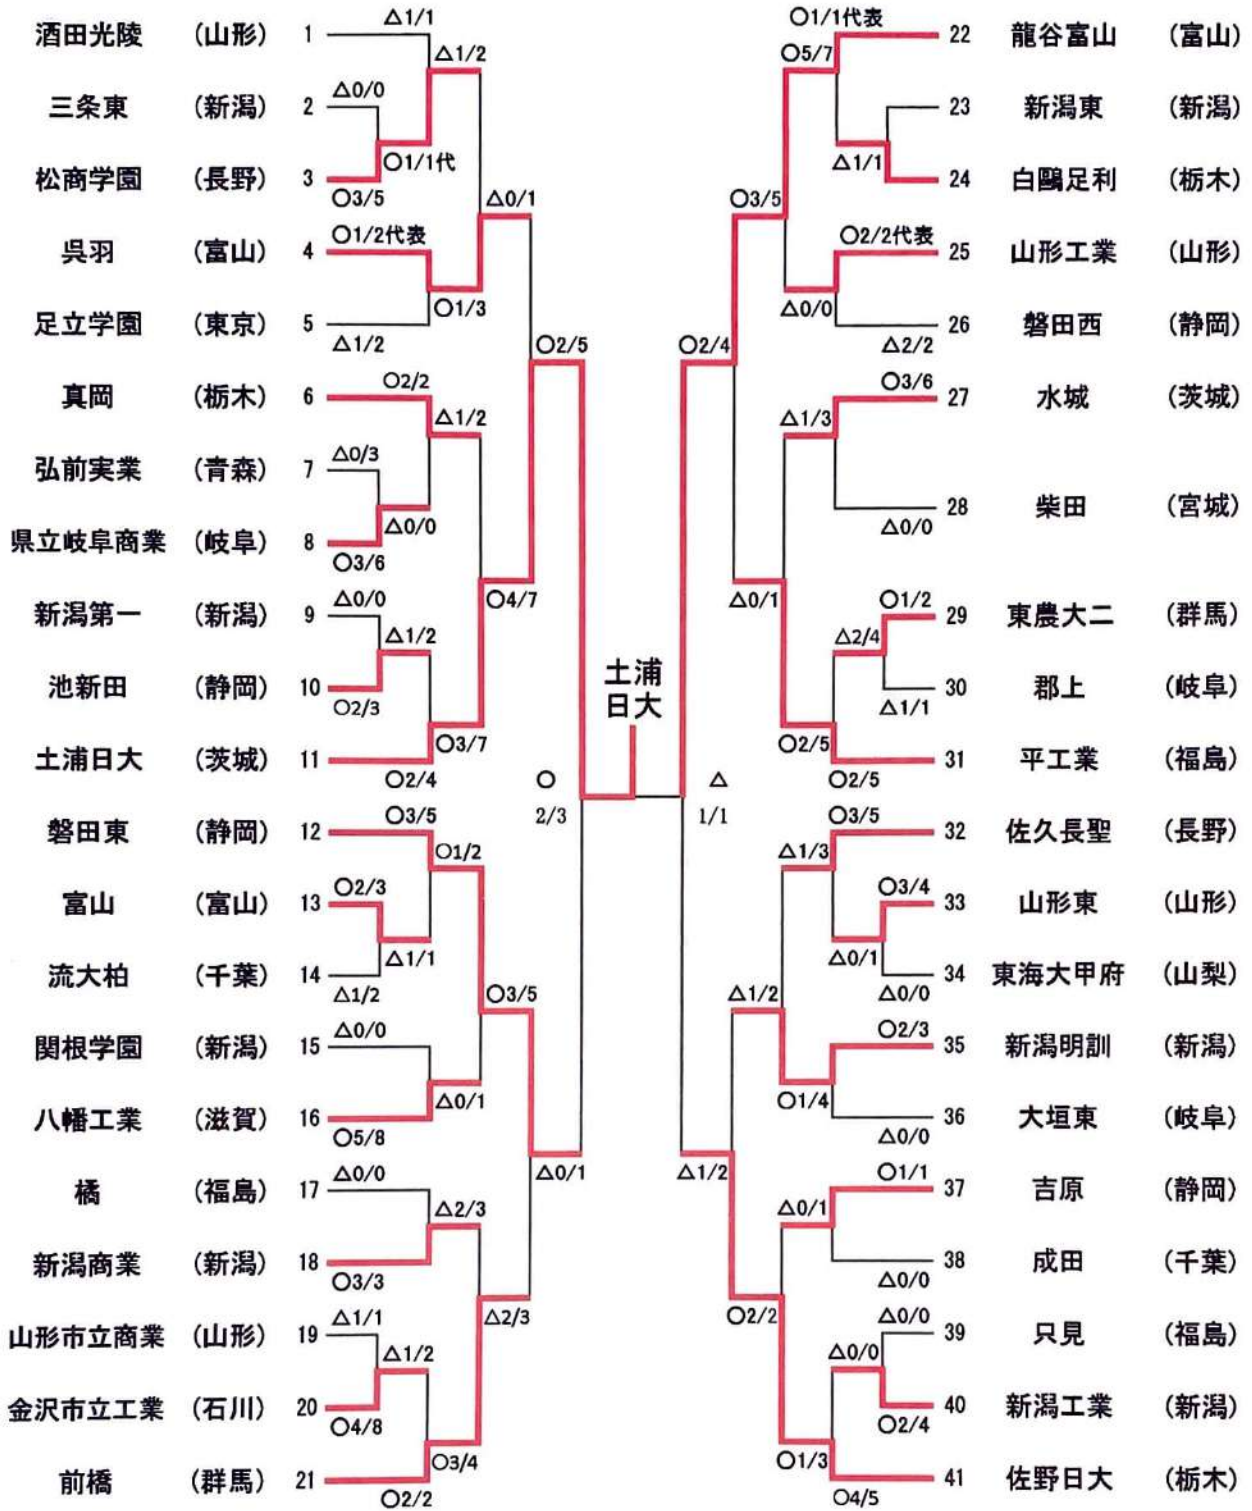 酒田光陵 (山形) 1 △1/1
△1/2
三条東 (新潟) 2 △0/0
○1/1代
松商学園 (長野) 3 ○3/5
△0/1
呉羽 (富山) 4 ○1/2代表
○1/3
足立学園 (東京) 5 △1/2
○2/5
真岡 (栃木) 6 ○2/2
△1/2
弘前実業 (青森) 7 △0/3
△0/0
県立岐阜商業 (岐阜) 8 ○3/6
○4/7
新潟第一 (新潟) 9 △0/0
△1/2
池新田 (静岡) 10 ○2/3
○3/7
土浦日大 (茨城) 11 ○2/4
○
2/3
磐田東 (静岡) 12 ○3/5
○1/2
富山 (富山) 13 ○2/3
△1/1
流大柏 (千葉) 14 △1/2
○3/5
関根学園 (新潟) 15 △0/0
△0/1
八幡工業 (滋賀) 16 ○5/8
△0/1
橘 (福島) 17 △0/0
△2/3
新潟商業 (新潟) 18 ○3/3
△2/3
山形市立商業 (山形) 19 △1/1
△1/2
金沢市立工業 (石川) 20 ○4/8
○3/4
前橋 (群馬) 21 ○2/2
土浦
日大
○1/1代表 22 龍谷富山 (富山)
○5/7
23 新潟東 (新潟)
△1/1
24 白鷗足利 (栃木)
○3/5
○2/2代表 25 山形工業 (山形)
△0/0
26 磐田西 (静岡)
△2/2
○2/4
○3/6 27 水城 (茨城)
△1/3
28 柴田 (宮城)
△0/0
△0/1
○1/2 29 東農大二 (群馬)
△2/4
30 郡上 (岐阜)
△1/1
○2/5
31 平工業 (福島)
○2/5
△
1/1
○3/5 32 佐久長聖 (長野)
△1/3
○3/4 33 山形東 (山形)
△0/1
34 東海大甲府 (山梨)
△0/0
△1/2
○2/3 35 新潟明訓 (新潟)
○1/4
36 大垣東 (岐阜)
△0/0
△1/2
○1/1 37 吉原 (静岡)
△0/1
38 成田 (千葉)
△0/0
○2/2
△0/0 39 只見 (福島)
△0/0
40 新潟工業 (新潟)
○2/4
○1/3
41 佐野日大 (栃木)
○4/5